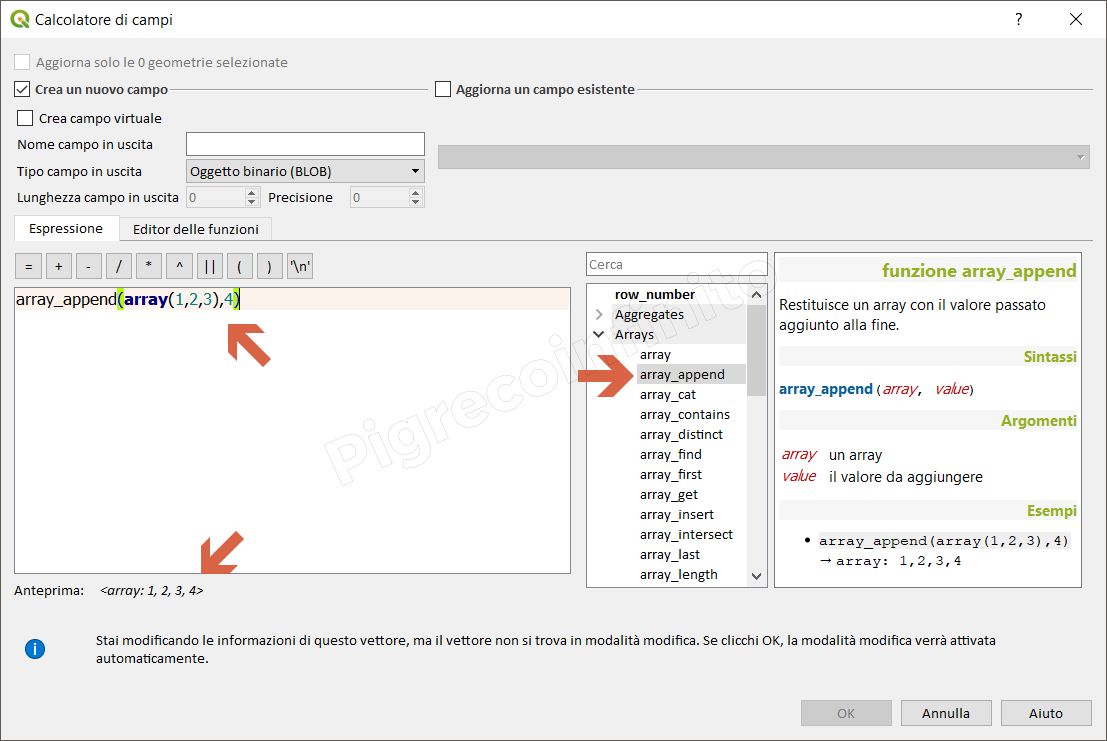 Calcolatore di campi
?
Aggiorna solo le 0 geometrie selezionate
Crea un nuovo campo
Aggiorna un campo esistente
Crea campo virtuale
Nome campo in uscita
Tipo campo in uscita Oggetto binario (BLOB)
Lunghezza campo in uscita 0 Precisione 0
Espressione Editor delle funzioni
= + - / * ^ || ( ) '\n'
array_append(array(1,2,3),4)
Anteprima: <array: 1, 2, 3, 4>
Cerca
row_number
Aggregates
Arrays
array
array_append
array_cat
array_contains
array_distinct
array_find
array_first
array_get
array_insert
array_intersect
array_last
array_length
funzione array_append
Restituisce un array con il valore passato
aggiunto alla fine.
Sintassi
array_append(array, value)
Argomenti
array un array
value il valore da aggiungere
Esempi
• array_append(array(1,2,3),4)
→ array: 1,2,3,4
Pigrecoinfinito
Stai modificando le informazioni di questo vettore, ma il vettore non si trova in modalità modifica. Se clicchi OK, la modalità modifica verrà attivata
automaticamente.
OK Annulla Aiuto